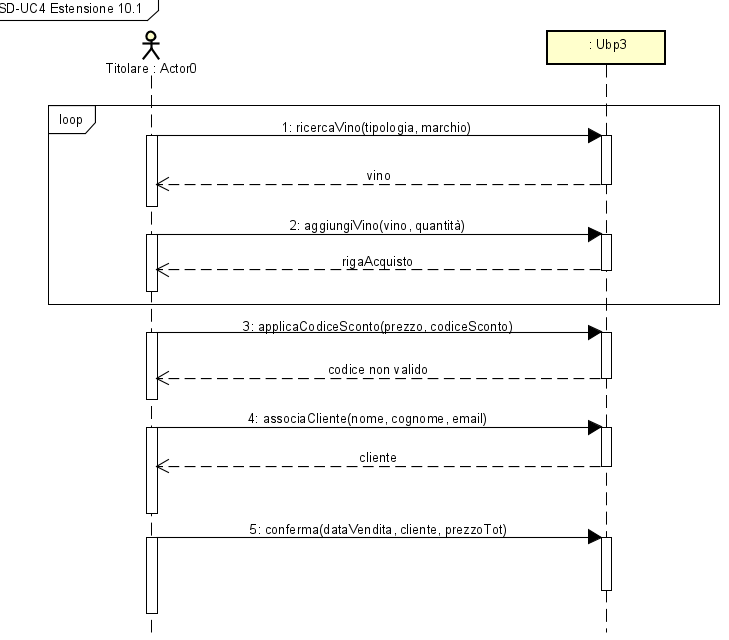 SD-UC4 Estensione 10.1
Titolare : Actor0
: Ubp3
loop
1: ricercaVino(tipologia, marchio)
vino
2: aggiungiVino(vino, quantità)
rigaAcquisto
3: applicaCodiceSconto(prezzo, codiceSconto)
codice non valido
4: associaCliente(nome, cognome, email)
cliente
5: conferma(dataVendita, cliente, prezzoTot)